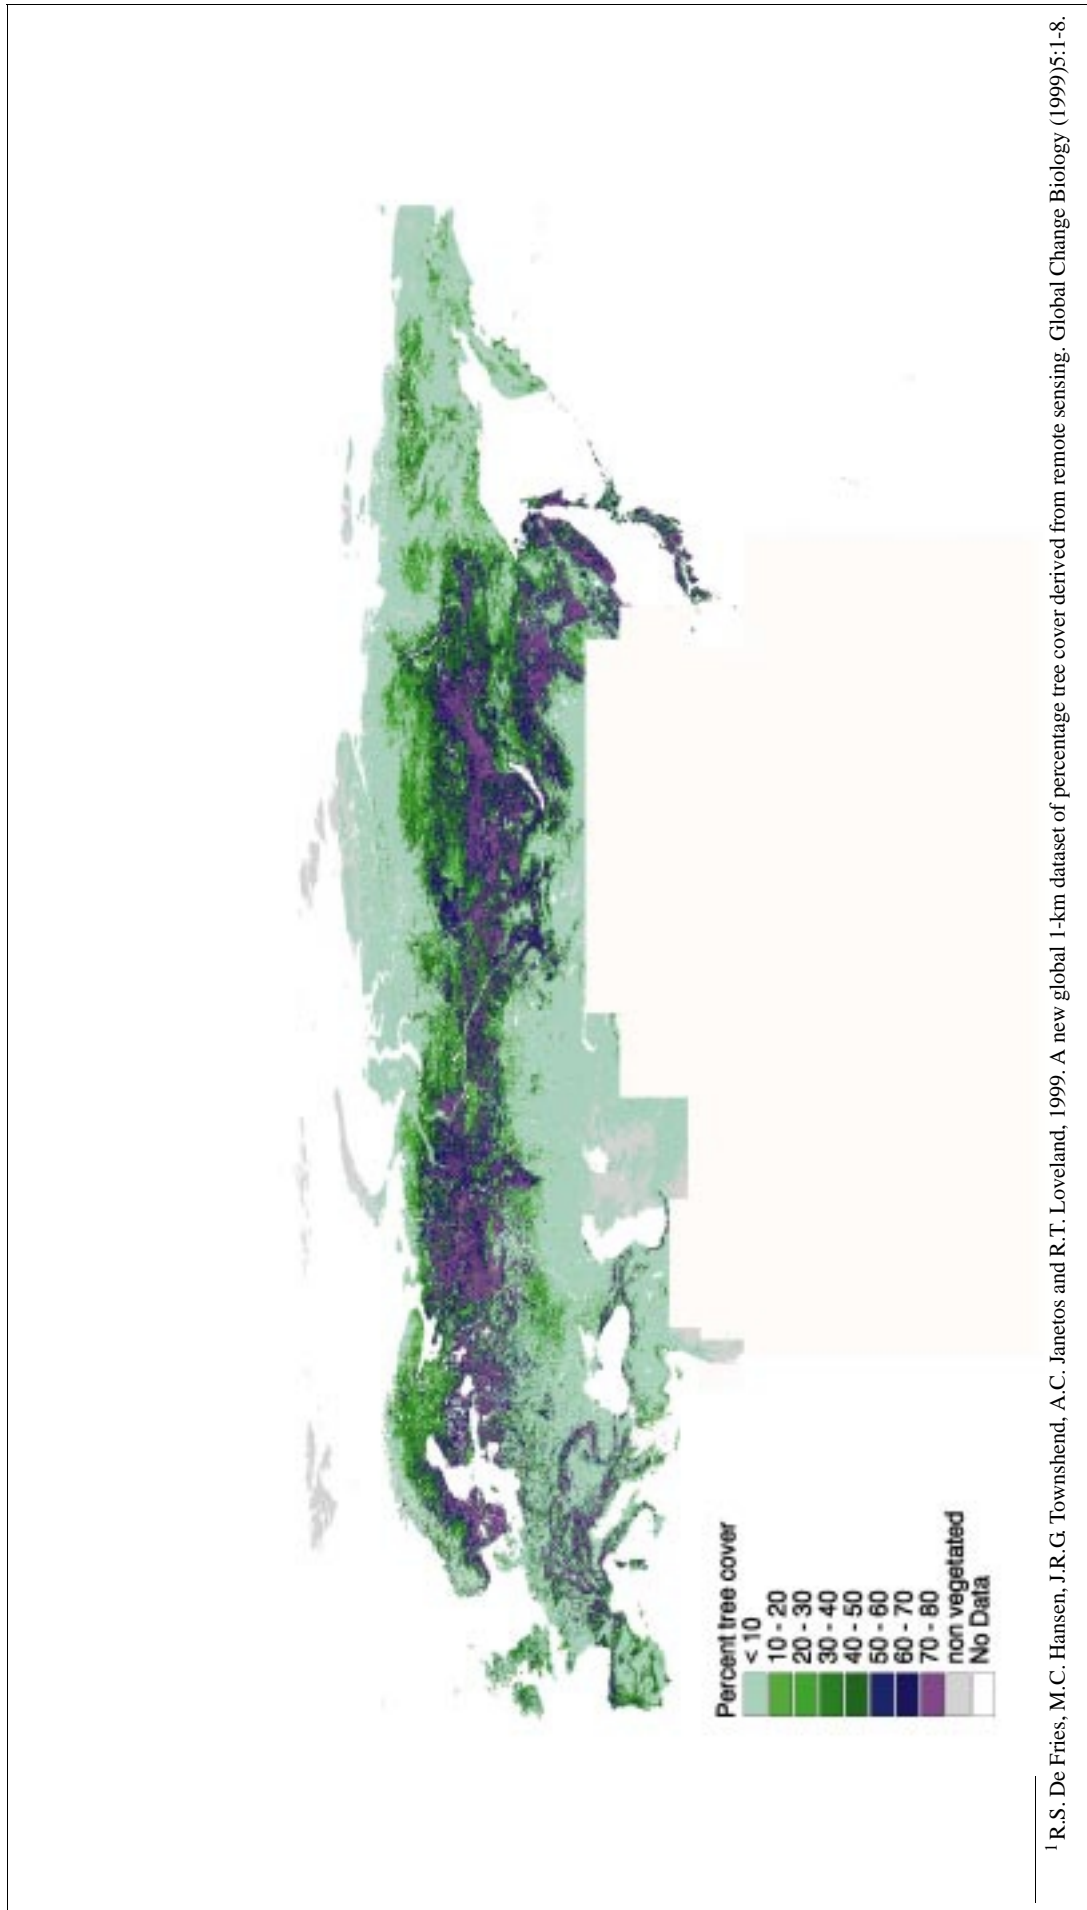 Percent tree cover
< 10
10 - 20
20 - 30
30 - 40
40 - 50
50 - 60
60 - 70
70 - 80
non vegetated
No Data
1 R.S. De Fries, M.C. Hansen, J.R.G. Townshend, A.C. Janetos and R.T. Loveland, 1999. A new global 1-km dataset of percentage tree cover derived from remote sensing. Global Change Biology (1999)5:1-8.